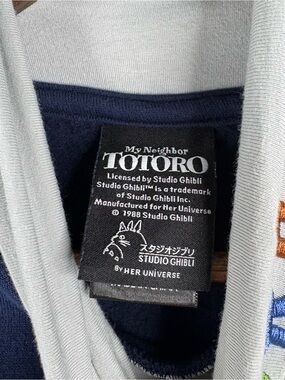 My Neighbor
TOTORO
Licensed by Studio Ghibli
Studio Ghibli™ is a trademark
of Studio Ghibli Inc.
Manufactured for Her Universe
© 1988 Studio Ghibli
スタジオジブリ
STUDIO GHIBLI
BY HER UNIVERSE